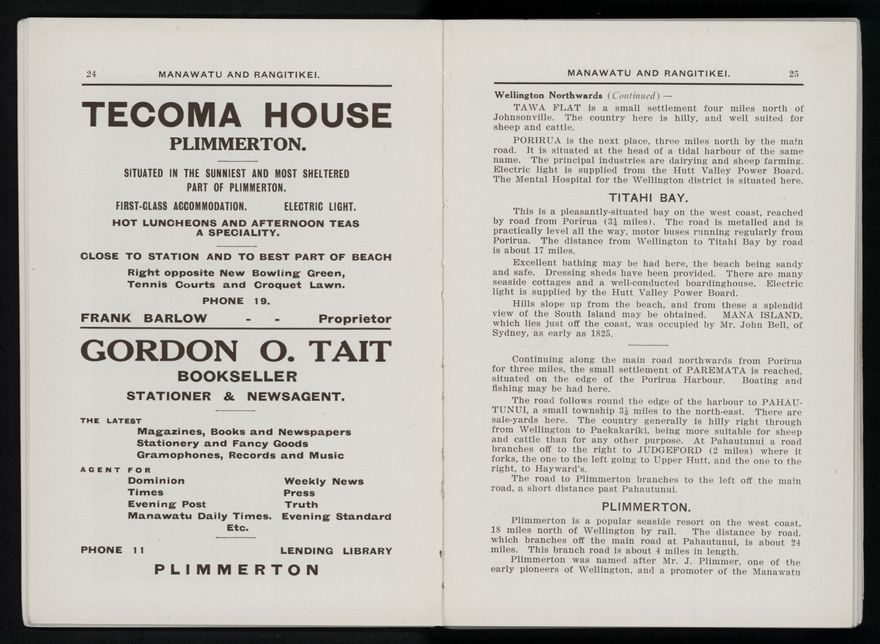 24 MANAWATU AND RANGITIKEI.
TECOMA HOUSE
PLIMMERTON.
SITUATED IN THE SUNNIEST AND MOST SHELTERED
PART OF PLIMMERTON.
FIRST-CLASS ACCOMMODATION. ELECTRIC LIGHT.
HOT LUNCHEONS AND AFTERNOON TEAS
A SPECIALITY.
CLOSE TO STATION AND TO BEST PART OF BEACH
Right opposite New Bowling Green,
Tennis Courts and Croquet Lawn.
PHONE 19.
FRANK BARLOW - - Proprietor
GORDON O. TAIT
BOOKSELLER
STATIONER & NEWSAGENT.
THE LATEST
Magazines, Books and Newspapers
Stationery and Fancy Goods
Gramophones, Records and Music
AGENT FOR
Dominion Weekly News
Times Press
Evening Post Truth
Manawatu Daily Times. Evening Standard
Etc.
PHONE 11 LENDING LIBRARY
PLIMMERTON
MANAWATU AND RANGITIKEI. 25
Wellington Northwards (Continued) —
TAWA FLAT is a small settlement four miles north of
Johnsonville. The country here is hilly, and well suited for
sheep and cattle.
PORIRUA is the next place, three miles north by the main
road. It is situated at the head of a tidal harbour of the same
name. The principal industries are dairying and sheep farming.
Electric light is supplied from the Hutt Valley Power Board.
The Mental Hospital for the Wellington district is situated here.
TITAHI BAY.
This is a pleasantly-situated bay on the west coast, reached
by road from Porirua (3¾ miles). The road is metalled and is
practically level all the way, motor buses running regularly from
Porirua. The distance from Wellington to Titahi Bay by road
is about 17 miles.
Excellent bathing may be had here, the beach being sandy
and safe. Dressing sheds have been provided. There are many
seaside cottages and a well-conducted boardinghouse. Electric
light is supplied by the Hutt Valley Power Board.
Hills slope up from the beach, and from these a splendid
view of the South Island may be obtained. MANA ISLAND,
which lies just off the coast, was occupied by Mr. John Bell, of
Sydney, as early as 1825.
Continuing along the main road northwards from Porirua
for three miles, the small settlement of PAREMATA is reached,
situated on the edge of the Porirua Harbour. Boating and
fishing may be had here.
The road follows round the edge of the harbour to PAHAU-
TUNUI, a small township 3½ miles to the north-east. There are
sale-yards here. The country generally is hilly right through
from Wellington to Paekakariki, being more suitable for sheep
and cattle than for any other purpose. At Pahautunui a road
branches off to the right to JUDGEFORD (2 miles) where it
forks, the one to the left going to Upper Hutt, and the one to the
right, to Hayward's.
The road to Plimmerton branches to the left off the main
road, a short distance past Pahautunui.
PLIMMERTON.
Plimmerton is a popular seaside resort on the west coast,
18 miles north of Wellington by rail. The distance by road,
which branches off the main road at Pahautunui, is about 24
miles. This branch road is about 4 miles in length.
Plimmerton was named after Mr. J. Plimmer, one of the
early pioneers of Wellington, and a promoter of the Manawatu